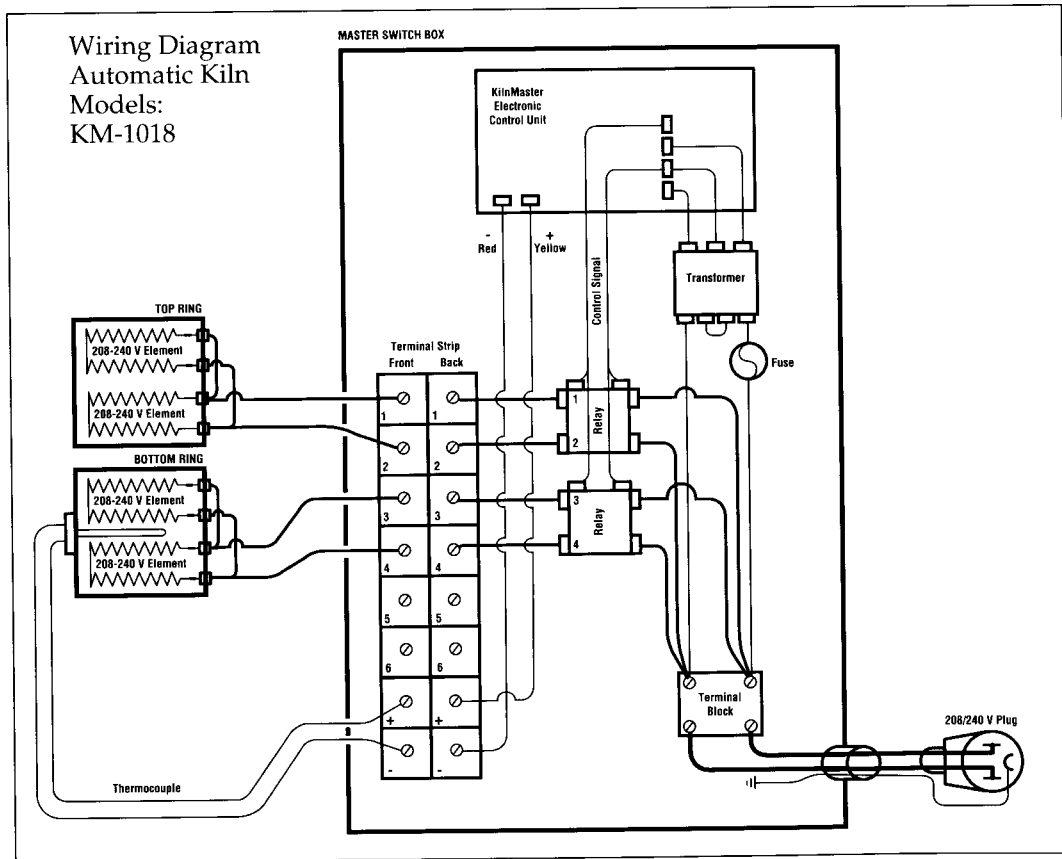 Wiring Diagram
Automatic Kiln
Models:
KM-1018
MASTER SWITCH BOX
KilnMaster
Electronic
Control Unit
-
Red
+
Yellow
Control Signal
Transformer
Fuse
TOP RING
208-240 V Element
208-240 V Element
BOTTOM RING
208-240 V Element
208-240 V Element
Terminal Strip
Front Back
1 1
2 2
3 3
4 4
5 5
6 6
+ +
- -
1
Relay
2
3
Relay
4
Terminal
Block
208/240 V Plug
Thermocouple